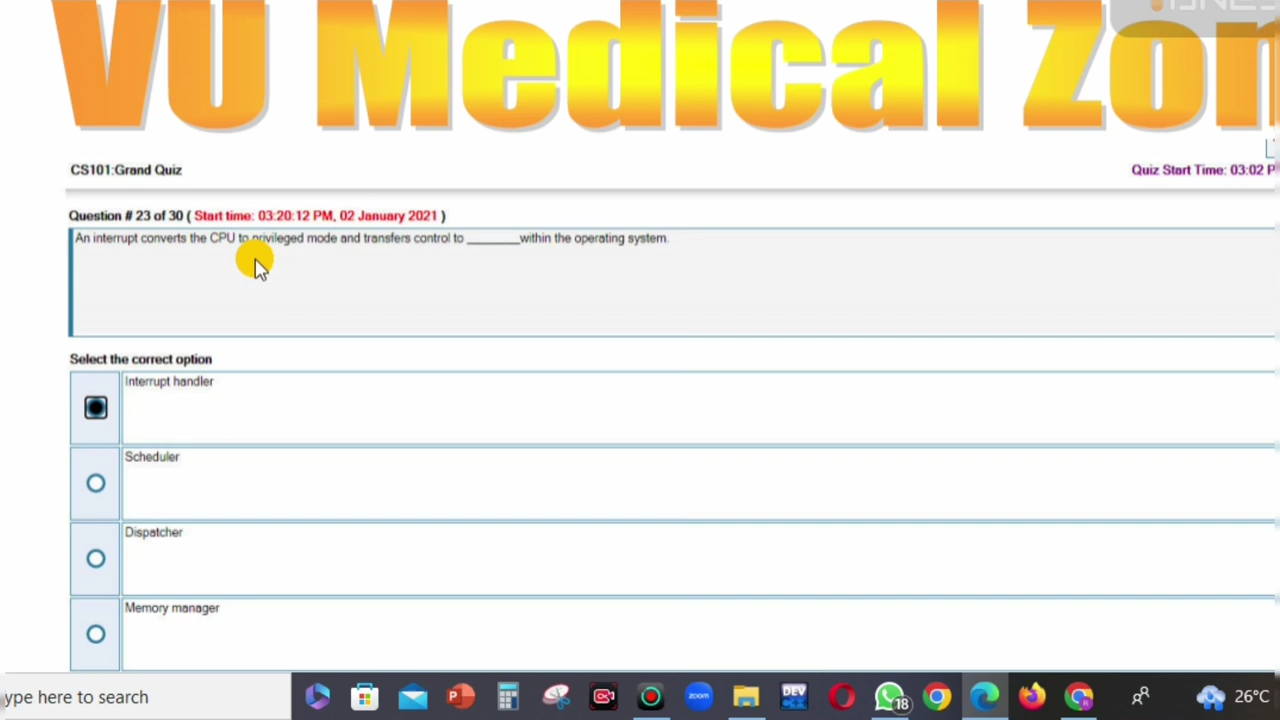 VU Medical Zon
CS101:Grand Quiz
Quiz Start Time: 03:02 P
Question # 23 of 30 ( Start time: 03:20:12 PM, 02 January 2021 )
An interrupt converts the CPU to privileged mode and transfers control to ________within the operating system.
Select the correct option
Interrupt handler
Scheduler
Dispatcher
Memory manager
ype here to search
zoom
DEV
18
26°C